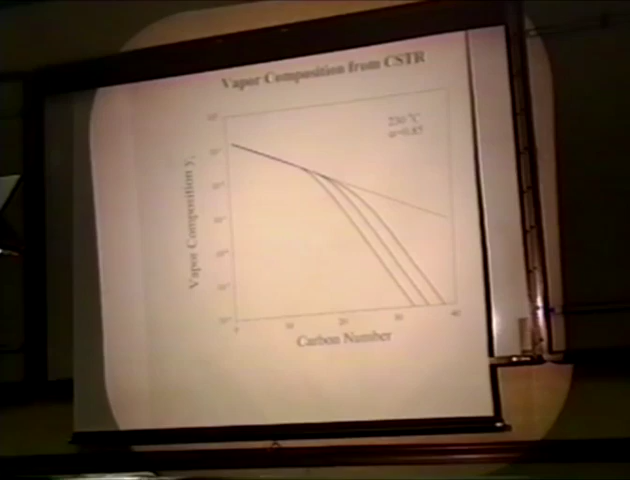 Vapor Composition from CSTR
230 °C
α=0.85
Vapor Composition yᵢ
0
10
20
30
40
Carbon Number